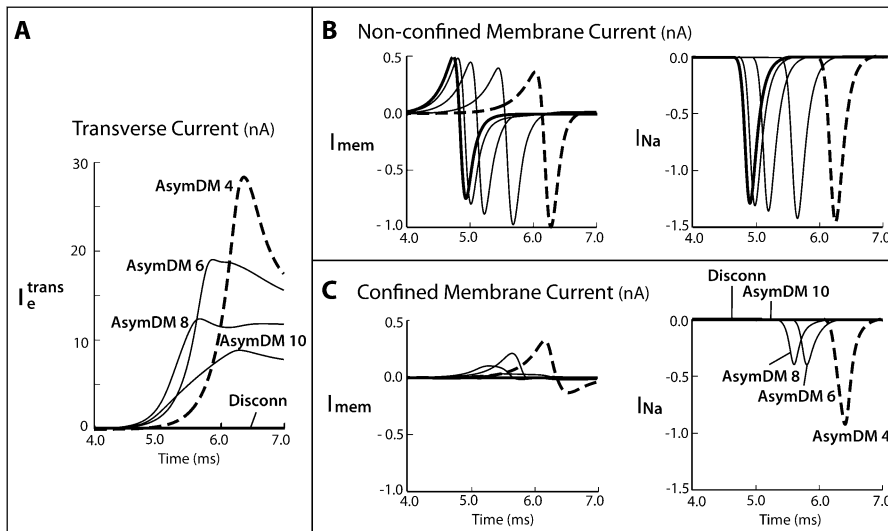 A
Transverse Current (nA)
30
20
10
0
I e trans
AsymDM 4
AsymDM 6
AsymDM 8
AsymDM 10
Disconn
4.0 5.0 6.0 7.0
Time (ms)
B Non-confined Membrane Current (nA)
0.5
0.0
-0.5
-1.0
I mem
4.0 5.0 6.0 7.0
0.0
-0.5
-1.0
-1.5
I Na
4.0 5.0 6.0 7.0
C Confined Membrane Current (nA)
0.5
0.0
-0.5
-1.0
I mem
4.0 5.0 6.0 7.0
Time (ms)
Disconn
AsymDM 10
0.0
-0.5
-1.0
-1.5
I Na
AsymDM 8
AsymDM 6
AsymDM 4
4.0 5.0 6.0 7.0
Time (ms)